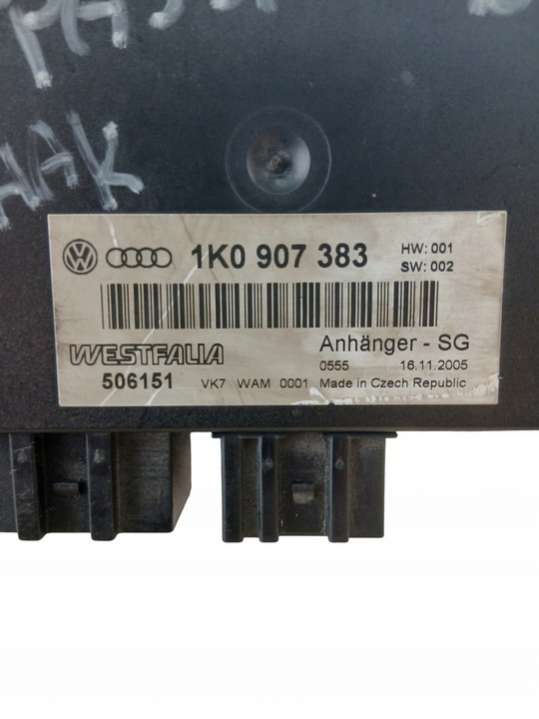 HAK
1K0 907 383
HW: 001
SW: 002
WESTFALIA
506151
Anhänger - SG
0555 16.11.2005
VK7 WAM 0001 Made in Czech Republic